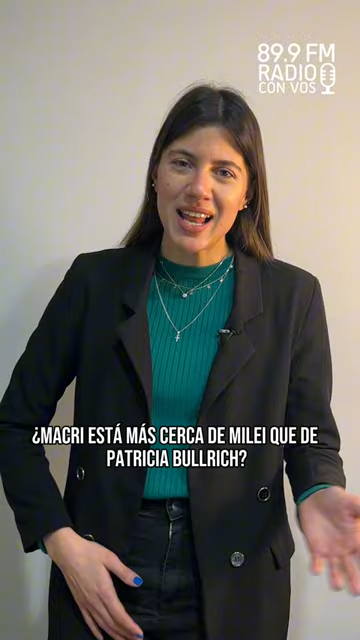 89.9 FM
RADIO
CON VOS
¿MACRI ESTÁ MÁS CERCA DE MILEI QUE DE
PATRICIA BULLRICH?